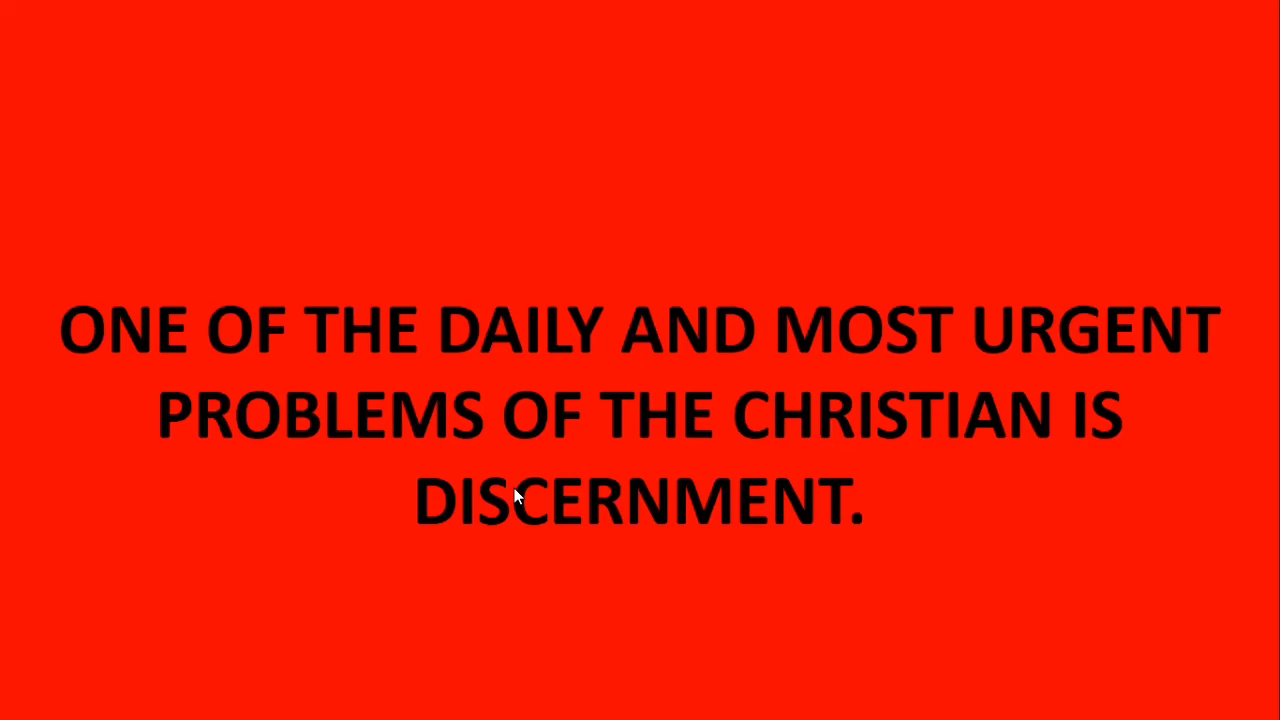 ONE OF THE DAILY AND MOST URGENT
PROBLEMS OF THE CHRISTIAN IS
DISCERNMENT.